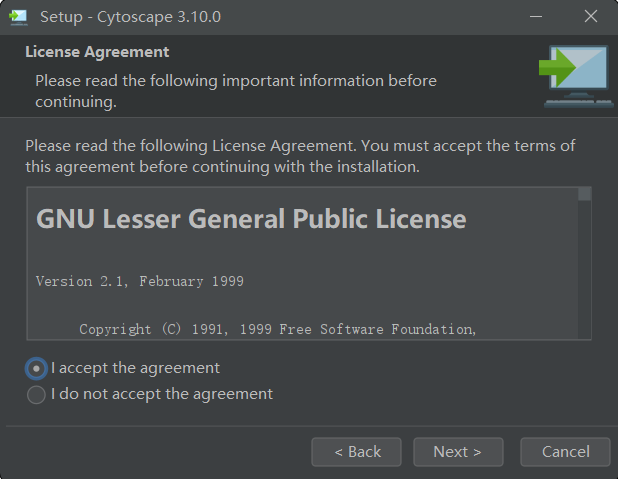 Setup - Cytoscape 3.10.0
License Agreement
Please read the following important information before
continuing.
Please read the following License Agreement. You must accept the terms of
this agreement before continuing with the installation.
GNU Lesser General Public License
Version 2.1, February 1999
Copyright (C) 1991, 1999 Free Software Foundation,
I accept the agreement
I do not accept the agreement
< Back
Next >
Cancel